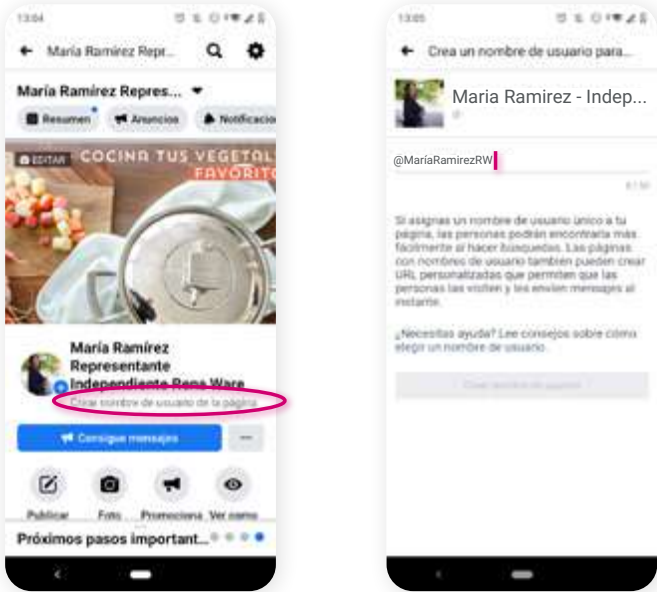 13:04
María Ramírez Repr...
María Ramírez Repres...
Resumen
Anuncios
Notificacio
EDITAR
COCINA TUS VEGETAL
FAVORITO
María Ramírez
Representante
Independiente Rena Ware
Crear nombre de usuario de la página
Consigue mensajes
Publicar Foto Promociona Ver como
Próximos pasos important...
13:05
Crea un nombre de usuario para...
Maria Ramirez - Indep...
@MaríaRamirezRW
/ 50
Si asignas un nombre de usuario único a tu
página, las personas podrán encontrarla más
fácilmente al hacer búsquedas. Las páginas
con nombres de usuario también pueden crear
URL personalizadas que permiten que las
personas las visiten y les envíen mensajes al
instante.
¿Necesitas ayuda? Lee consejos sobre cómo
elegir un nombre de usuario.
Crear nombre de usuario